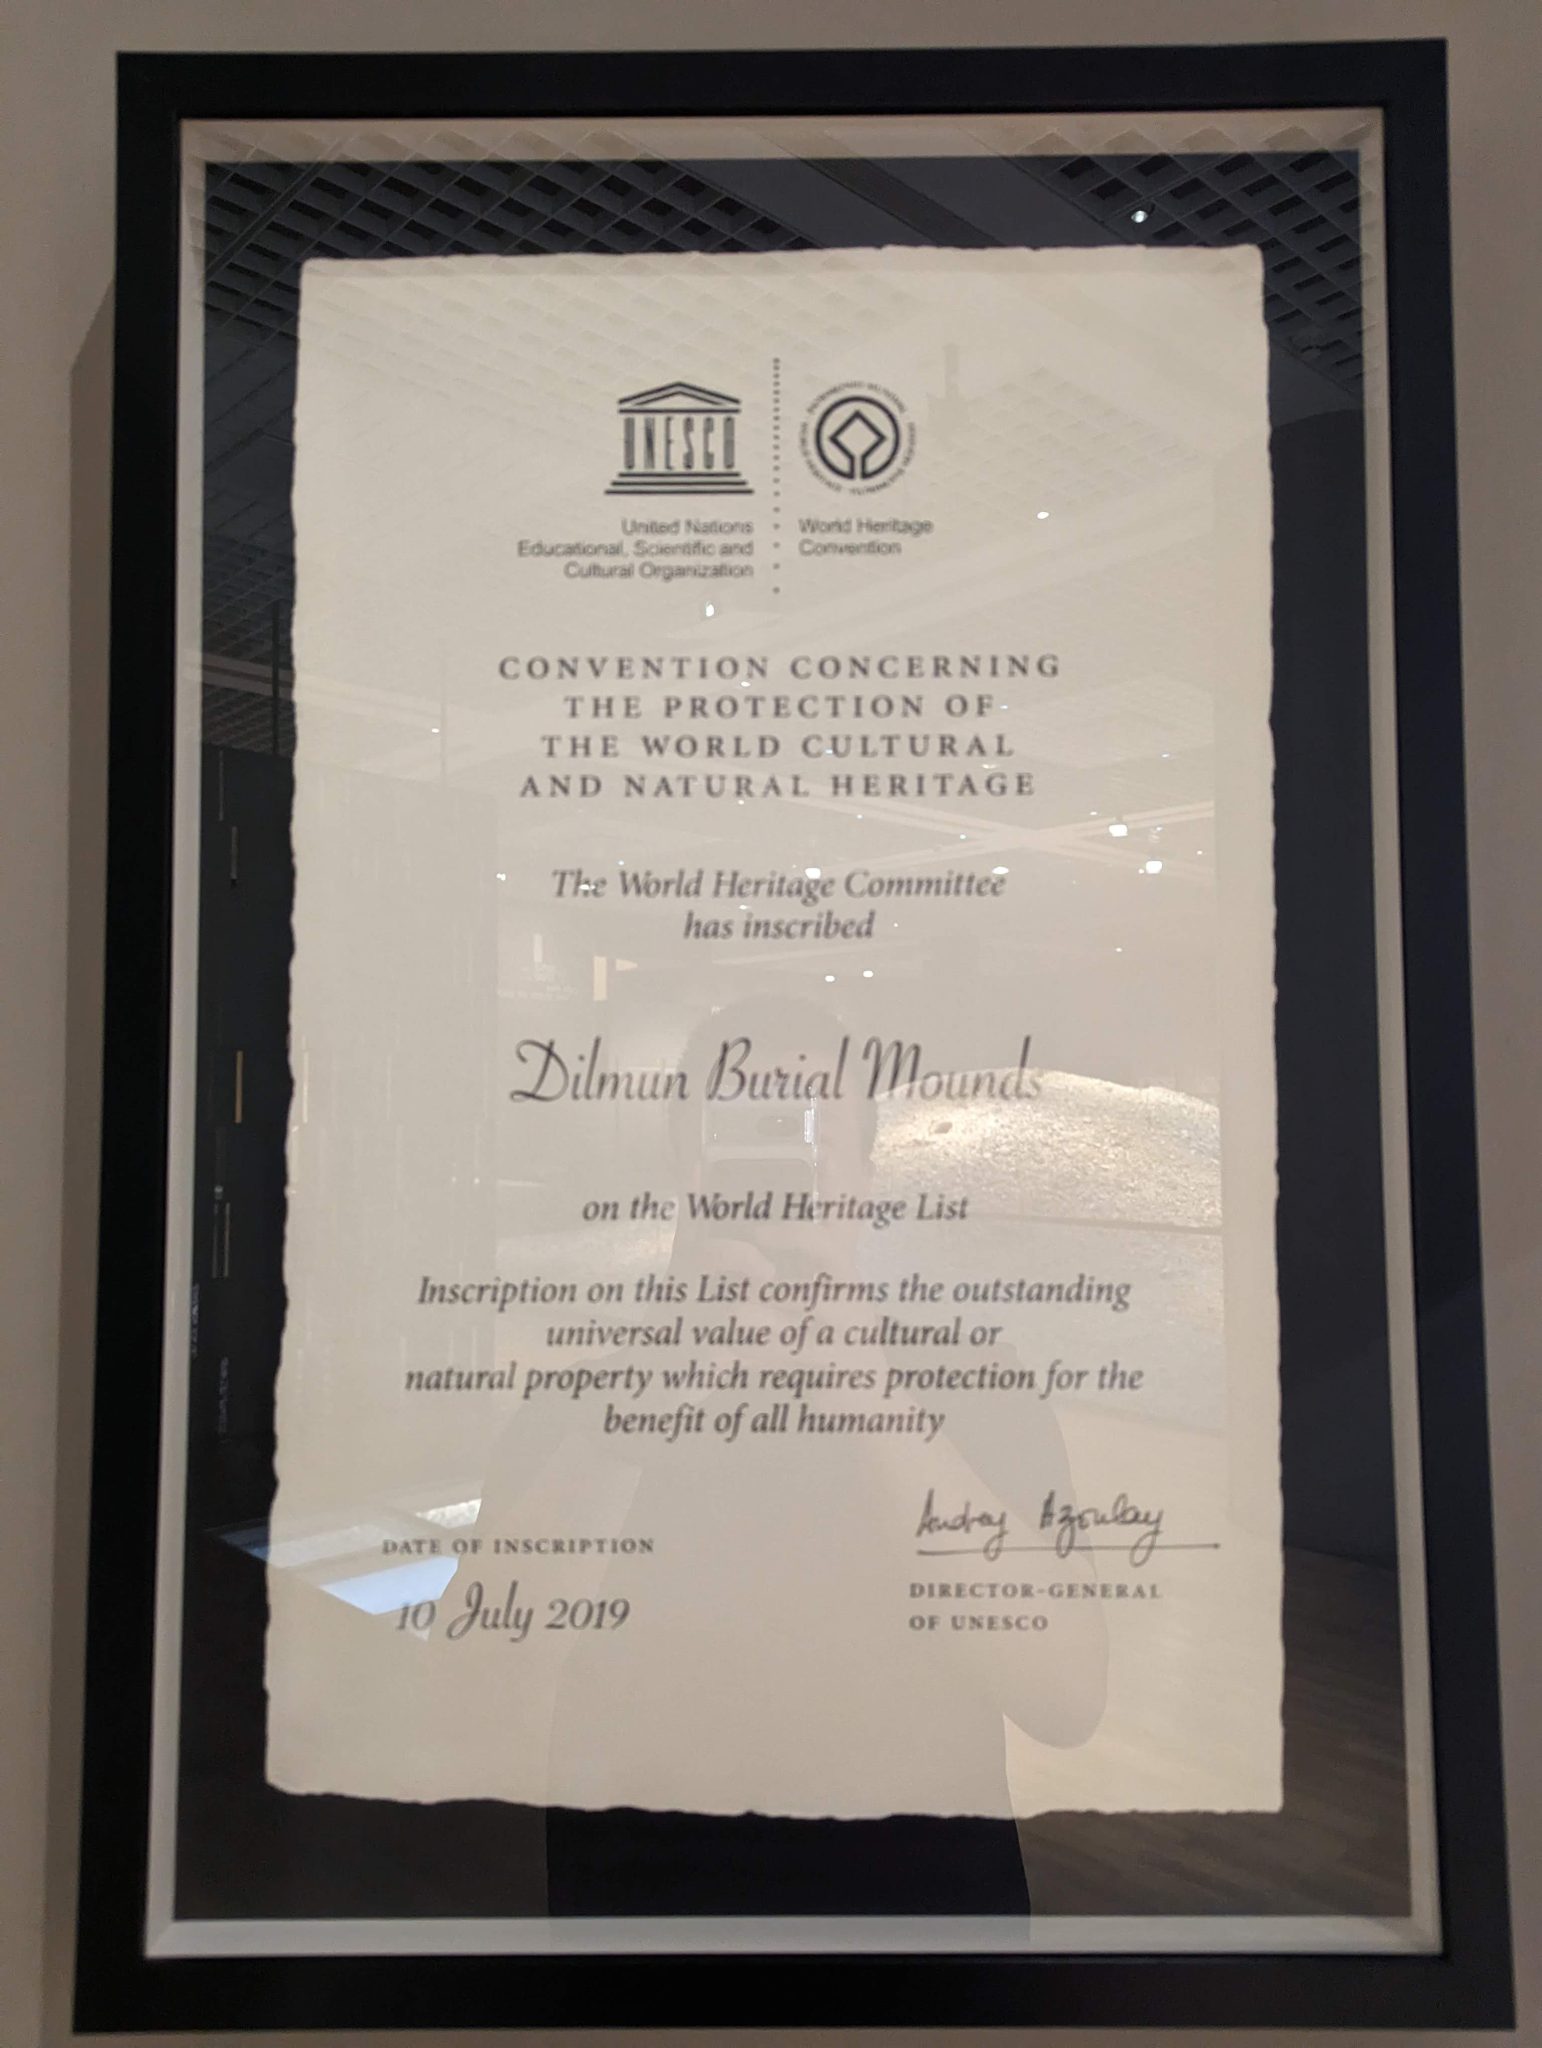 UNESCO
United Nations
Educational, Scientific and
Cultural Organization
World Heritage
Convention
CONVENTION CONCERNING
THE PROTECTION OF
THE WORLD CULTURAL
AND NATURAL HERITAGE
The World Heritage Committee
has inscribed
Dilmun Burial Mounds
on the World Heritage List
Inscription on this List confirms the outstanding
universal value of a cultural or
natural property which requires protection for the
benefit of all humanity
DATE OF INSCRIPTION
10 July 2019
Audrey Azoulay
DIRECTOR-GENERAL
OF UNESCO